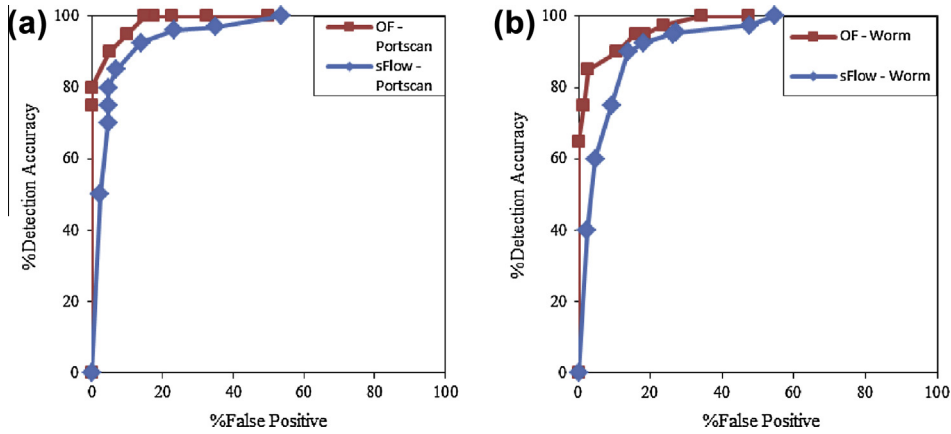 (a)
100
80
60
40
20
0
%Detection Accuracy
0 20 40 60 80 100
%False Positive
OF -
Portscan
sFlow -
Portscan
(b)
100
80
60
40
20
0
%Detection Accuracy
0 20 40 60 80 100
%False Positive
OF - Worm
sFlow - Worm